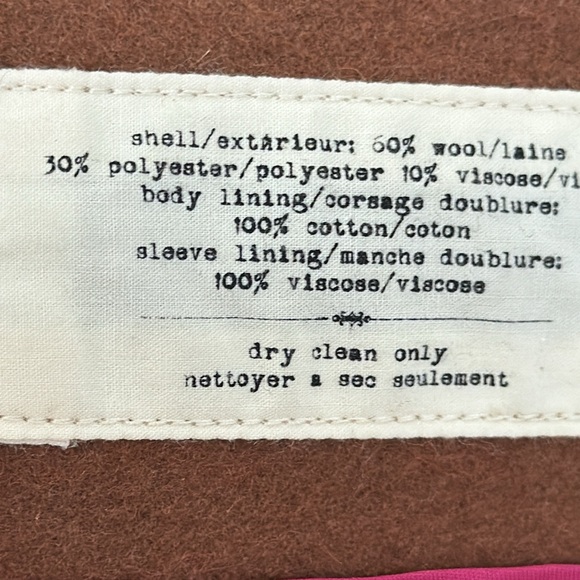 shell/extérieur: 60% wool/laine
30% polyester/polyester 10% viscose/vi
body lining/corsage doublure:
100% cotton/coton
sleeve lining/manche doublure:
100% viscose/viscose
dry clean only
nettoyer a sec seulement